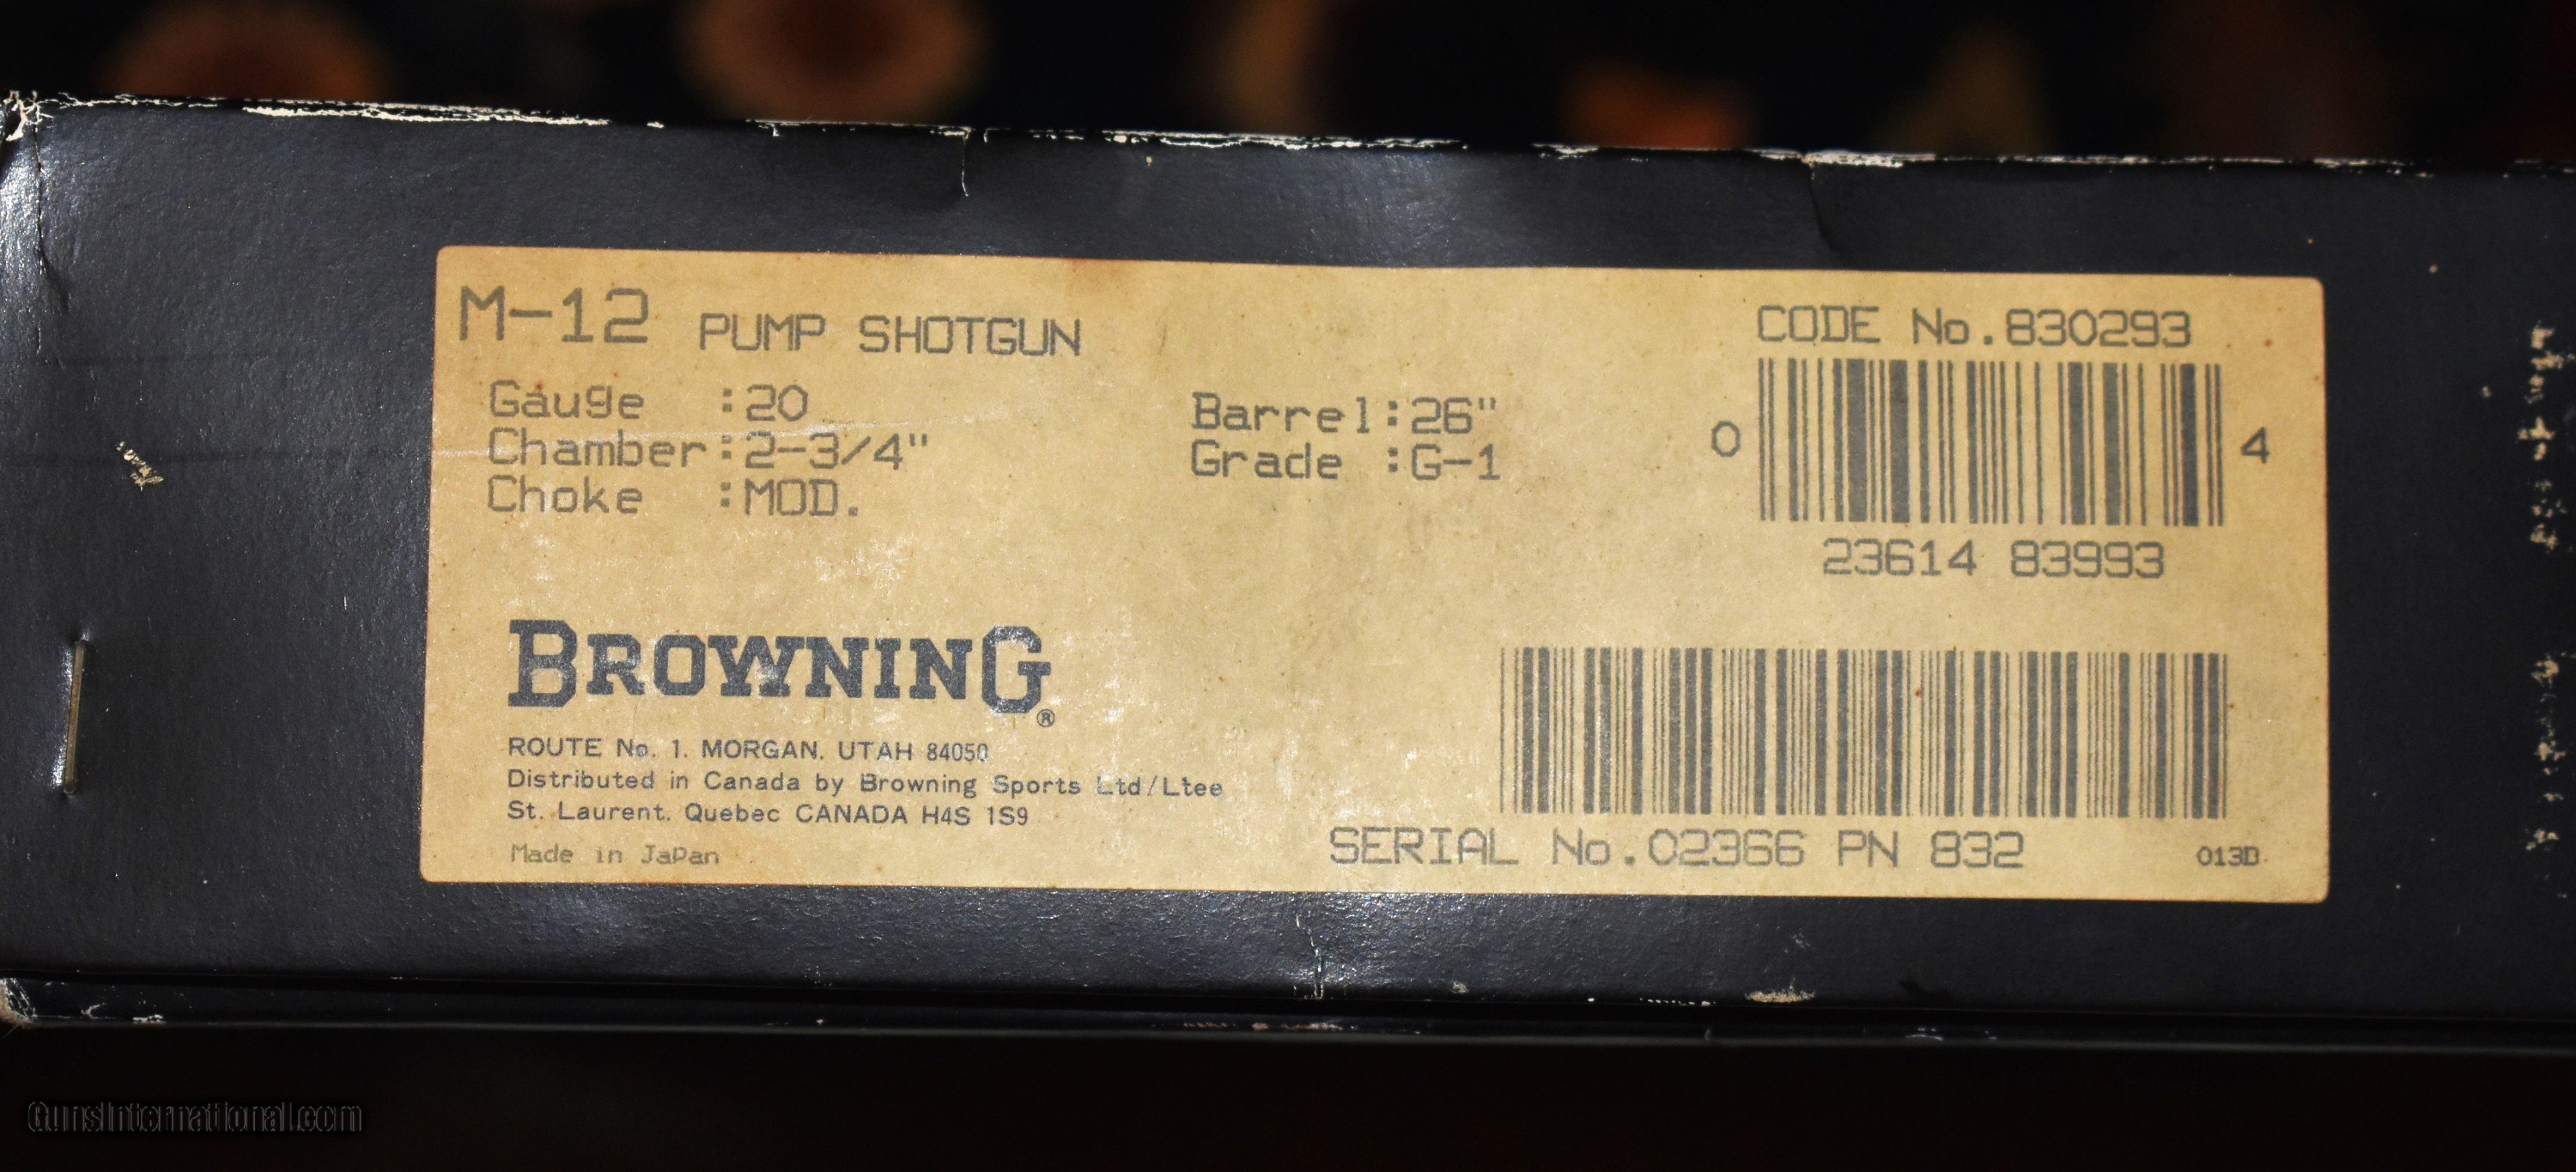 M-12 PUMP SHOTGUN
Gauge :20
Chamber:2-3/4"
Choke :MOD.
Barrel:26"
Grade :G-1
CODE No.830293
0 4
23614 83993
BROWNING®
ROUTE No. 1. MORGAN. UTAH 84050
Distributed in Canada by Browning Sports Ltd/Ltee
St. Laurent. Quebec CANADA H4S 1S9
Made in Japan
SERIAL No.02366 PN 832
013D
GunsInternational.com